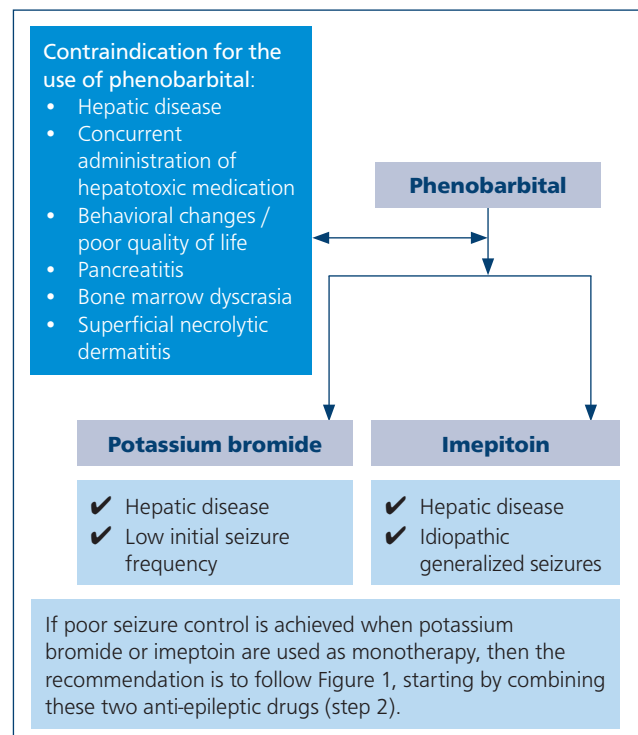 Contraindication for the
use of phenobarbital:
• Hepatic disease
• Concurrent
administration of
hepatotoxic medication
• Behavioral changes /
poor quality of life
• Pancreatitis
• Bone marrow dyscrasia
• Superficial necrolytic
dermatitis
Phenobarbital
Potassium bromide
✔ Hepatic disease
✔ Low initial seizure
frequency
Imepitoin
✔ Hepatic disease
✔ Idiopathic
generalized seizures
If poor seizure control is achieved when potassium
bromide or imeptoin are used as monotherapy, then the
recommendation is to follow Figure 1, starting by combining
these two anti-epileptic drugs (step 2).